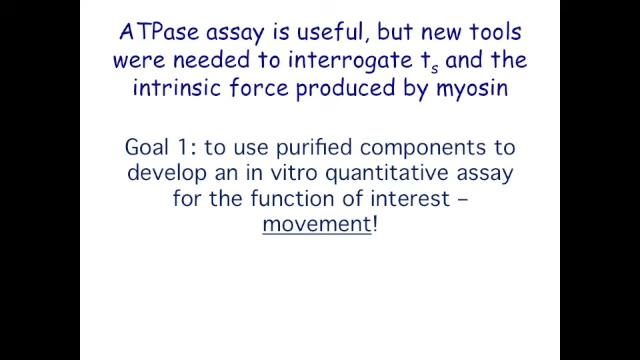 ATPase assay is useful, but new tools
were needed to interrogate ts and the
intrinsic force produced by myosin
Goal 1: to use purified components to
develop an in vitro quantitative assay
for the function of interest –
movement!